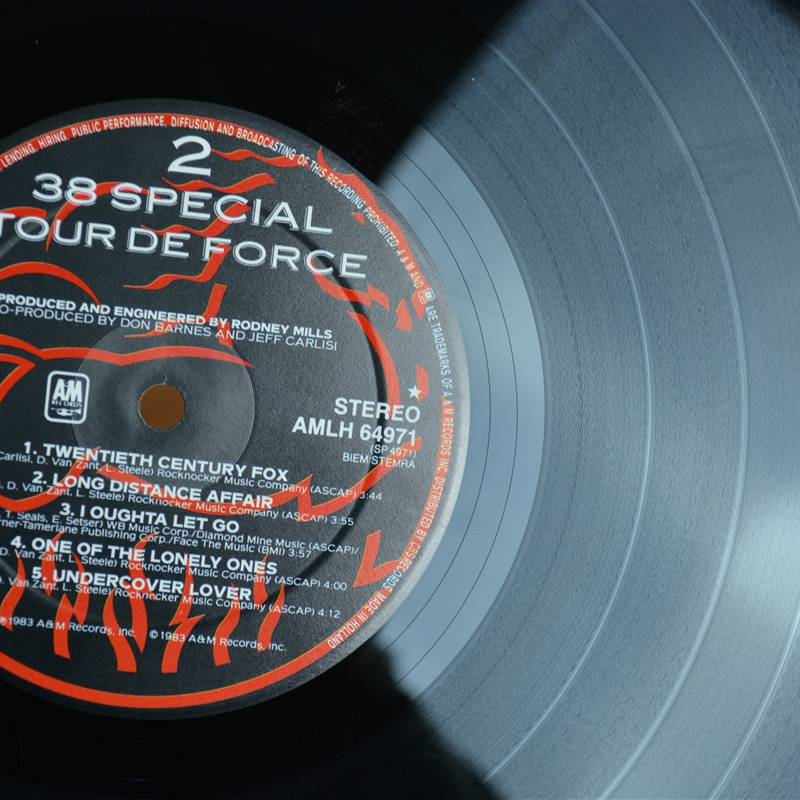 LENDING, HIRING, PUBLIC PERFORMANCE, DIFFUSION AND BROADCASTING OF THIS RECORDING PROHIBITED. A & M AND ARE TRADEMARKS OF A & M RECORDS INC. DISTRIBUTED BY CBS RECORDS. MADE IN HOLLAND
2
38 SPECIAL
TOUR DE FORCE
PRODUCED AND ENGINEERED BY RODNEY MILLS
O-PRODUCED BY DON BARNES AND JEFF CARLISI
A&M
RECORDS
STEREO
AMLH 64971
(SP 4971)
BIEM STEMRA
1. TWENTIETH CENTURY FOX
Carlisi, D. Van Zant, L. Steele) Rocknocker Music Company (ASCAP) 3:44
2. LONG DISTANCE AFFAIR
D. Van Zant, L. Steele) Rocknocker Music Company (ASCAP) 3:55
3. I OUGHTA LET GO
T. Seals, E. Setser) WB Music Corp./Diamond Mine Music (ASCAP)/
ner-Tamerlane Publishing Corp./Face The Music (BMI) 3:57
4. ONE OF THE LONELY ONES
D. Van Zant, L. Steele) Rocknocker Music Company (ASCAP) 4:00
5. UNDERCOVER LOVER
D. Van Zant, L. Steele) Rocknocker Music Company (ASCAP) 4:12
℗1983 A&M Records, Inc. ©1983 A&M Records, Inc.